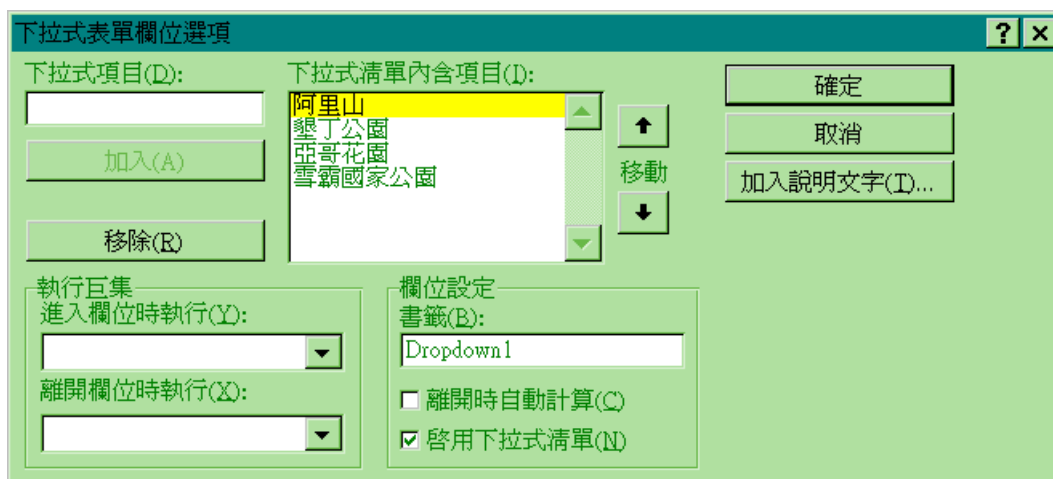 下拉式表單欄位選項
下拉式項目(D):
加入(A)
移除(R)
下拉式清單內含項目(I):
阿里山
墾丁公園
亞哥花園
雪霸國家公園
移動
確定
取消
加入說明文字(T)...
執行巨集
進入欄位時執行(Y):
離開欄位時執行(X):
欄位設定
書籤(B):
Dropdown1
離開時自動計算(C)
啓用下拉式清單(N)